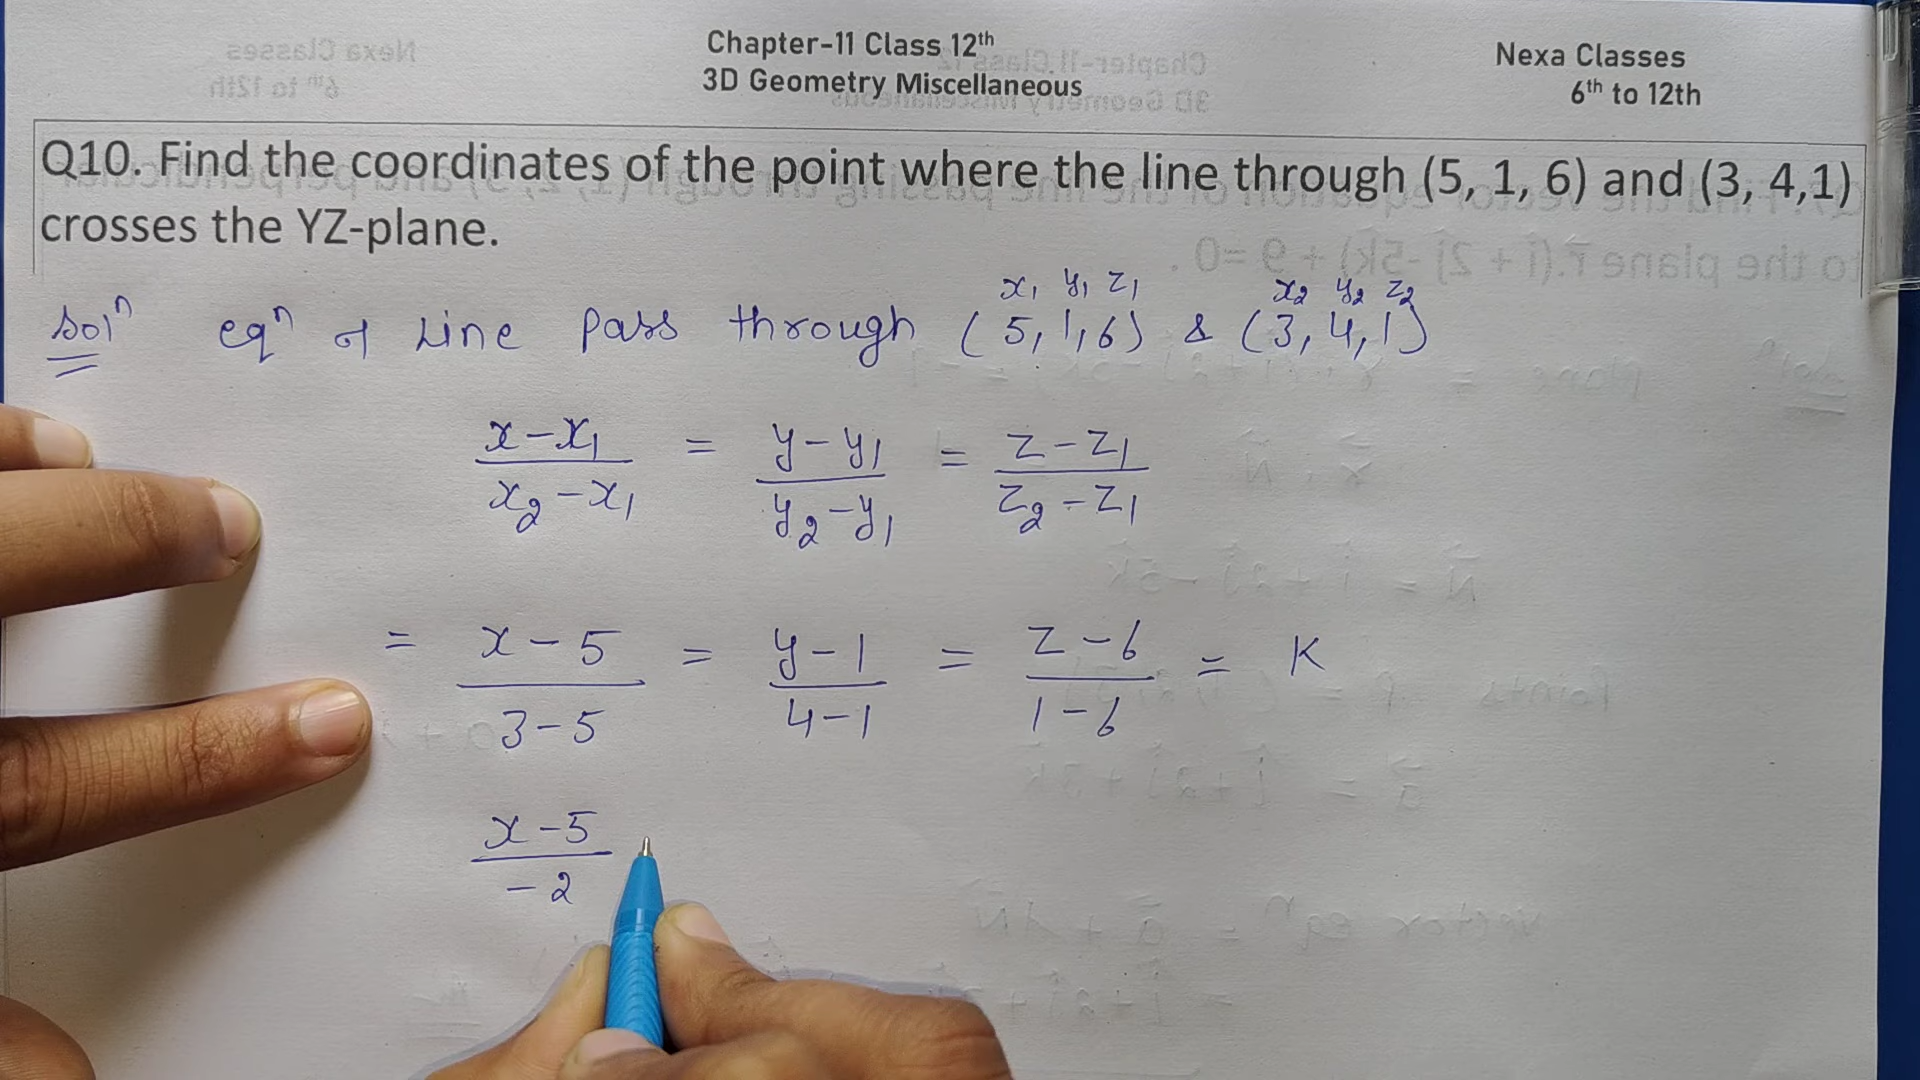 Chapter-11 Class 12th
3D Geometry Miscellaneous
Nexa Classes
6th to 12th
Q10. Find the coordinates of the point where the line through (5, 1, 6) and (3, 4,1)
crosses the YZ-plane.
x₁ y₁ z₁ x₂ y₂ z₂
Solⁿ eqⁿ of Line pass through (5, 1, 6) & (3, 4, 1)
x-x₁/x₂-x₁ = y-y₁/y₂-y₁ = z-z₁/z₂-z₁
= x-5/3-5 = y-1/4-1 = z-6/1-6 = K
x-5/-2